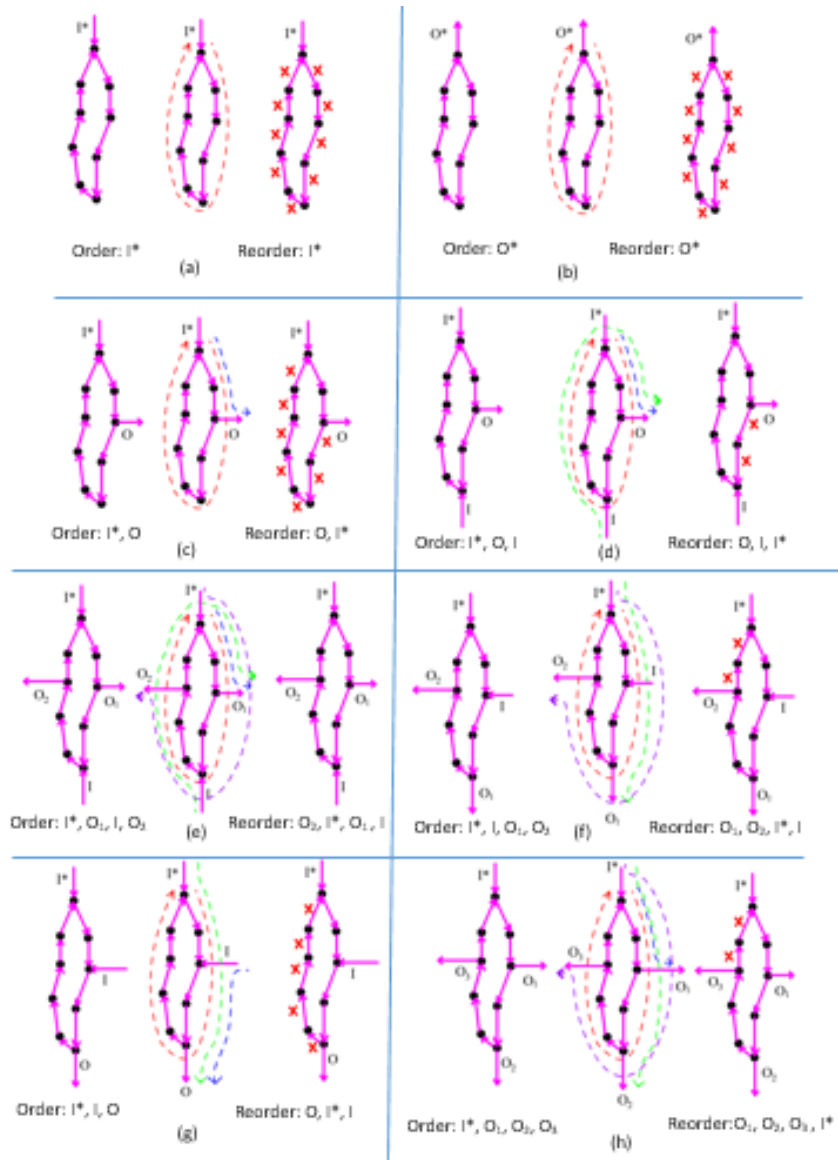 I* I* I*
Order: I* Reorder: I*
(a)
O* O* O*
Order: O* Reorder: O*
(b)
I* I* I*
O O O
Order: I*, O Reorder: O, I*
(c)
I* I* I*
O O O
I I I
Order: I*, O, I Reorder: O, I, I*
(d)
I* I* I*
O₂ O₁ O₂ O₁ O₂ O₁
I I I
Order: I*, O₁, I, O₂ Reorder: O₂, I*, O₁, I
(e)
I* I* I*
O₂ I O₂ I O₂ I
O₁ O₁ O₁
Order: I*, I, O₁, O₂ Reorder: O₁, O₂, I*, I
(f)
I* I* I*
I I I
O O O
Order: I*, I, O Reorder: O, I*, I
(g)
I* I* I*
O₃ O₁ O₃ O₁ O₃ O₁
O₂ O₂ O₂
Order: I*, O₁, O₂, O₃ Reorder:O₁, O₂, O₃ , I*
(h)